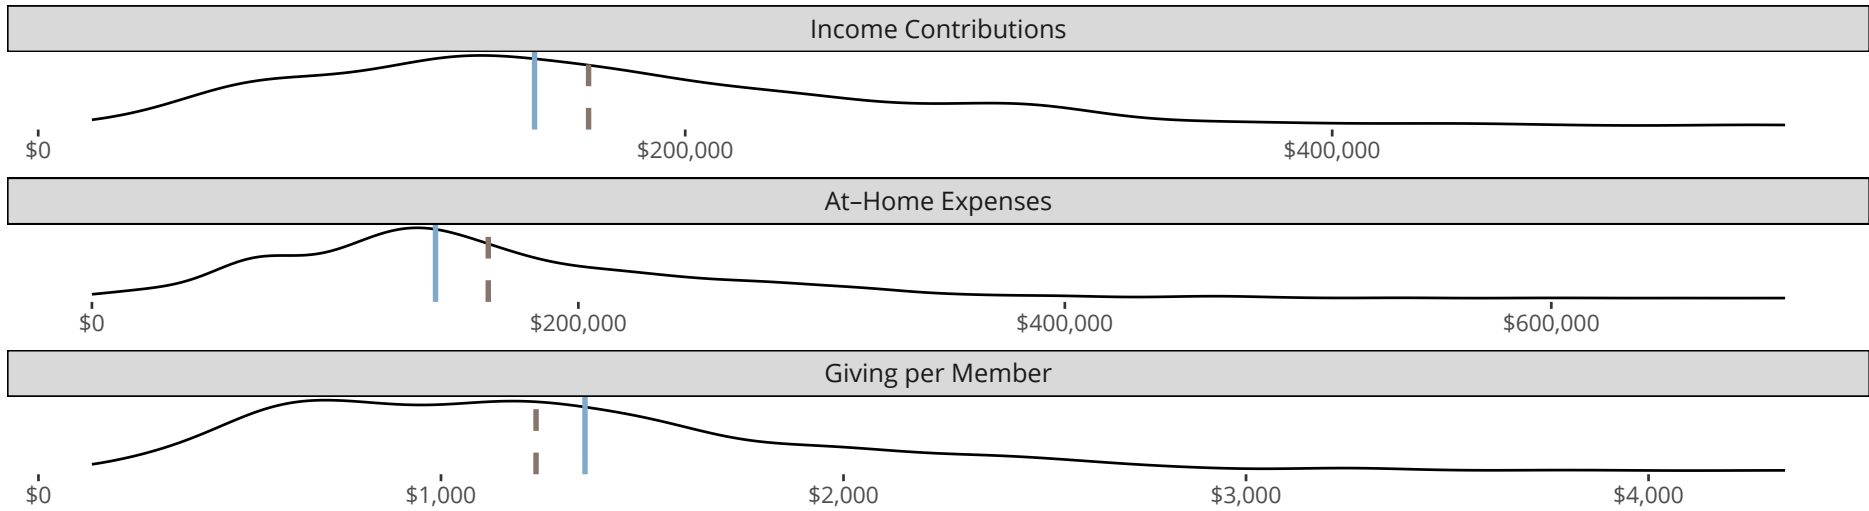 Income Contributions
$0 $200,000 $400,000
At–Home Expenses
$0 $200,000 $400,000 $600,000
Giving per Member
$0 $1,000 $2,000 $3,000 $4,000